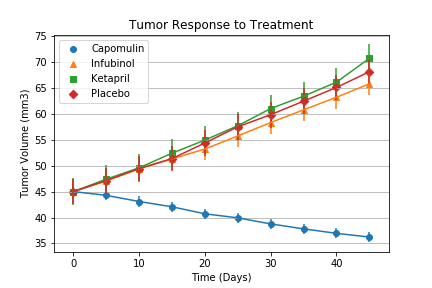 Tumor Response to Treatment
Tumor Volume (mm3)
75
70
65
60
55
50
45
40
35
Capomulin
Infubinol
Ketapril
Placebo
0
10
20
30
40
Time (Days)